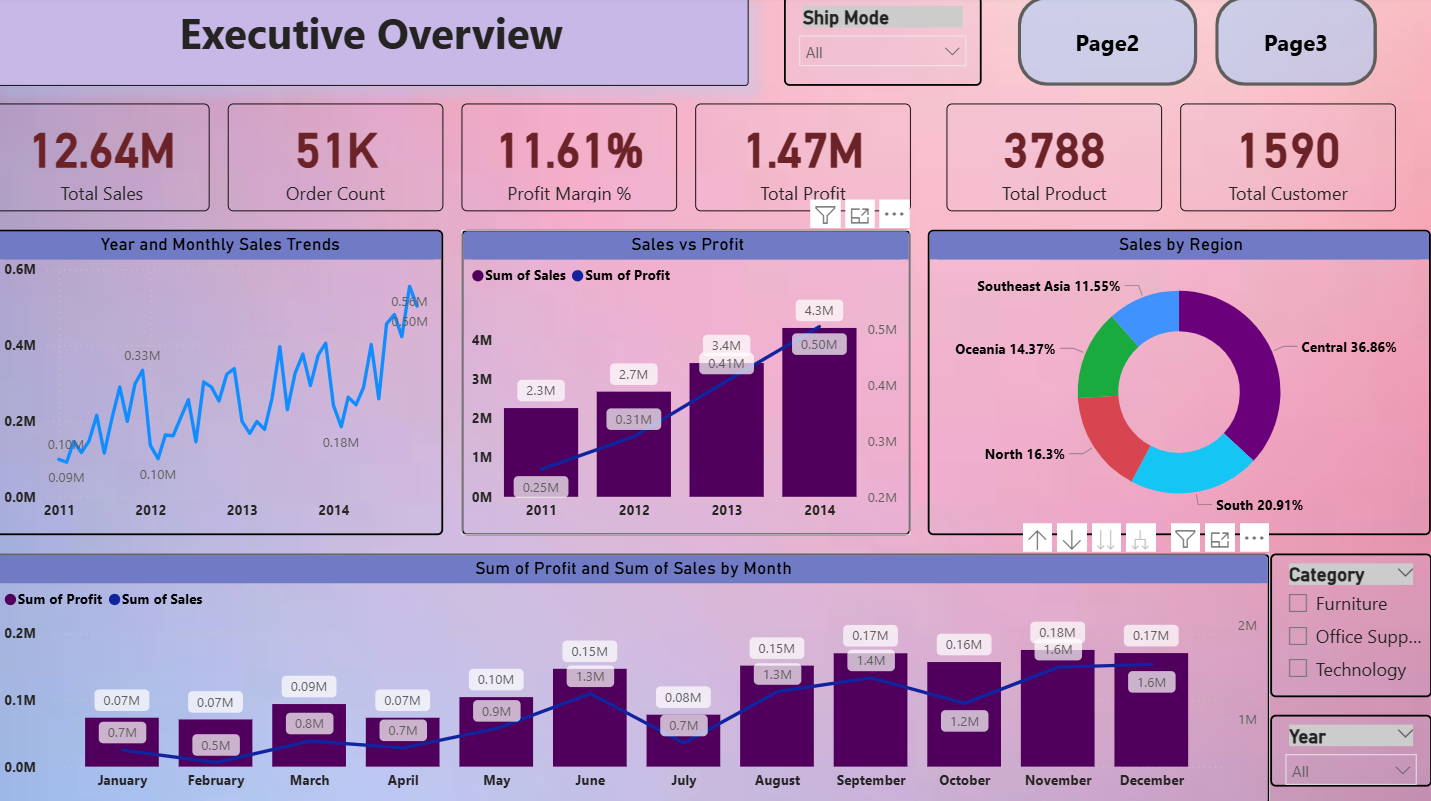 Executive Overview
Ship Mode
All
Page2
Page3
12.64M
Total Sales
51K
Order Count
11.61%
Profit Margin %
1.47M
Total Profit
3788
Total Product
1590
Total Customer
Year and Monthly Sales Trends
0.6M
0.4M
0.2M
0.0M
0.10M
0.09M
0.33M
0.10M
0.18M
0.56M
0.50M
2011 2012 2013 2014
Sales vs Profit
Sum of Sales Sum of Profit
4M
3M
2M
1M
0M
2.3M
2.7M
3.4M
4.3M
0.25M
0.31M
0.41M
0.50M
0.5M
0.4M
0.3M
0.2M
2011 2012 2013 2014
Sales by Region
Southeast Asia 11.55%
Oceania 14.37%
Central 36.86%
North 16.3%
South 20.91%
Sum of Profit and Sum of Sales by Month
Sum of Profit Sum of Sales
0.2M
0.1M
0.0M
0.07M
0.07M
0.09M
0.07M
0.10M
0.15M
0.08M
0.15M
0.17M
0.16M
0.18M
0.17M
0.7M
0.5M
0.8M
0.7M
0.9M
1.3M
0.7M
1.3M
1.4M
1.2M
1.6M
1.6M
2M
1M
January February March April May June July August September October November December
Category
Furniture
Office Supp...
Technology
Year
All